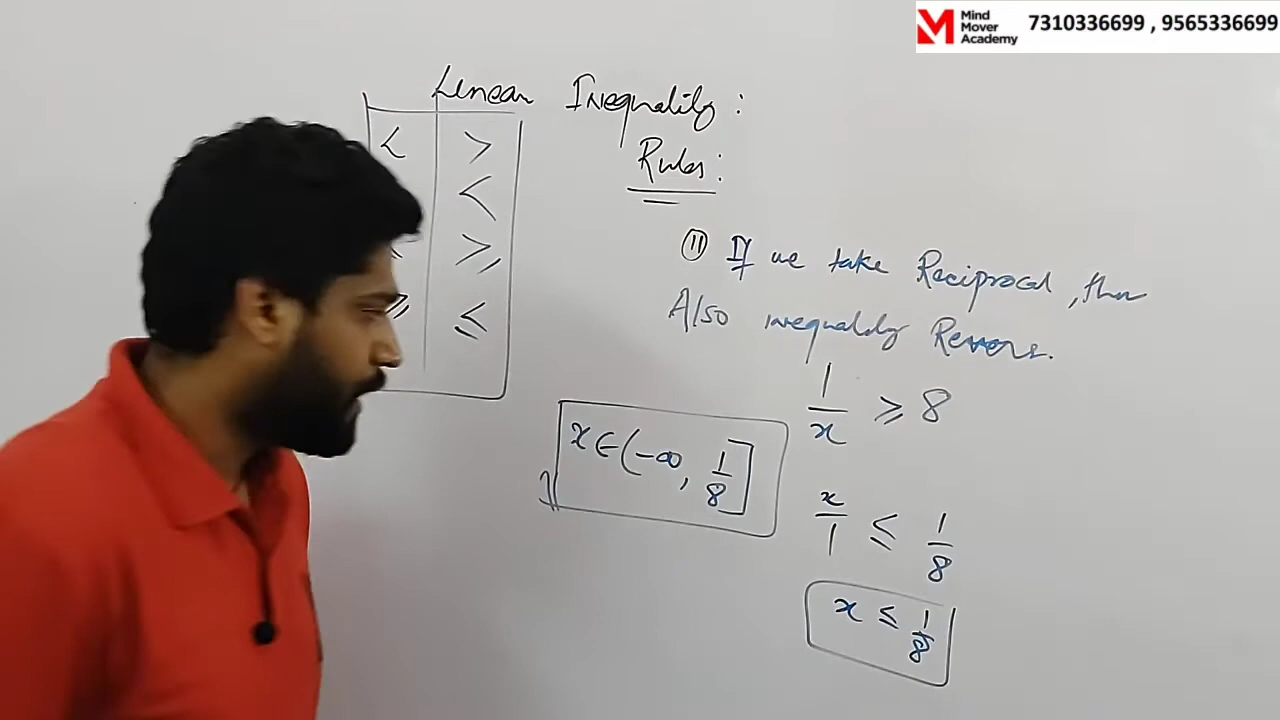 Mind
Mover
Academy
7310336699 , 9565336699
Linear Inequality :
Rules :
< >
<
>
≥ ≤
⑪ If we take Reciprocal, then
Also inequality Revers.
1/x ≥ 8
x ∈ (-∞, 1/8]
x/1 ≤ 1/8
x ≤ 1/8